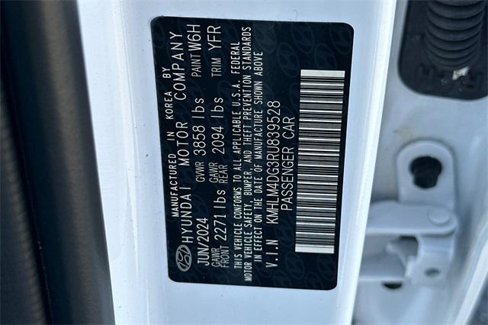 MANUFACTURED IN KOREA BY
HYUNDAI MOTOR COMPANY
JUN/2024 GVWR 3858 lbs PAINT W6H
GAWR FRONT 2271 lbs GAWR REAR 2094 lbs TRIM YFR
THIS VEHICLE CONFORMS TO ALL APPLICABLE U.S.A. FEDERAL
MOTOR VEHICLE SAFETY, BUMPER, AND THEFT PREVENTION STANDARDS
IN EFFECT ON THE DATE OF MANUFACTURE SHOWN ABOVE.
V.I.N KMHLM4DG3RU839528
PASSENGER CAR